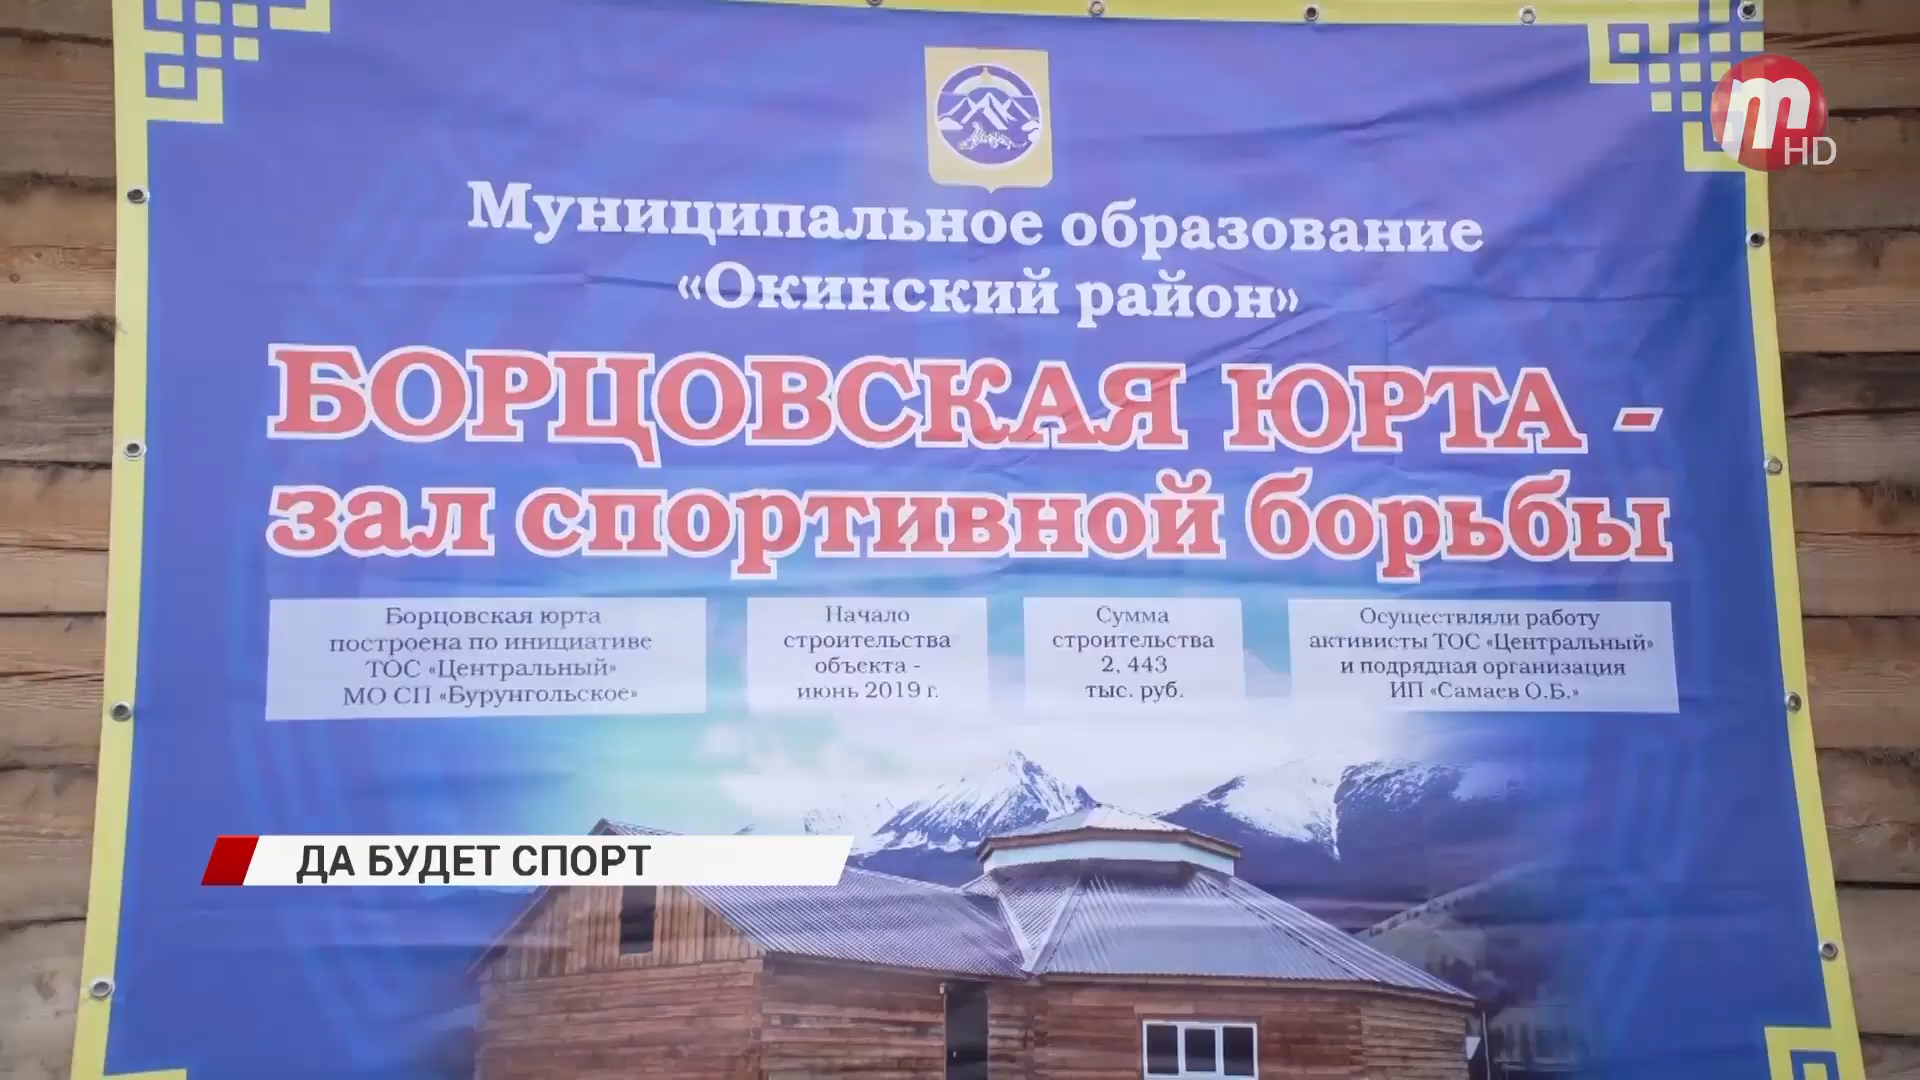 m HD
Муниципальное образование
«Окинский район»
БОРЦОВСКАЯ ЮРТА -
зал спортивной борьбы
Борцовская юрта
построена по инициативе
ТОС «Центральный»
МО СП «Бурунгольское»
Начало
строительства
объекта -
июнь 2019 г.
Сумма
строительства
2, 443
тыс. руб.
Осуществляли работу
активисты ТОС «Центральный»
и подрядная организация
ИП «Самаев О.Б.»
ДА БУДЕТ СПОРТ